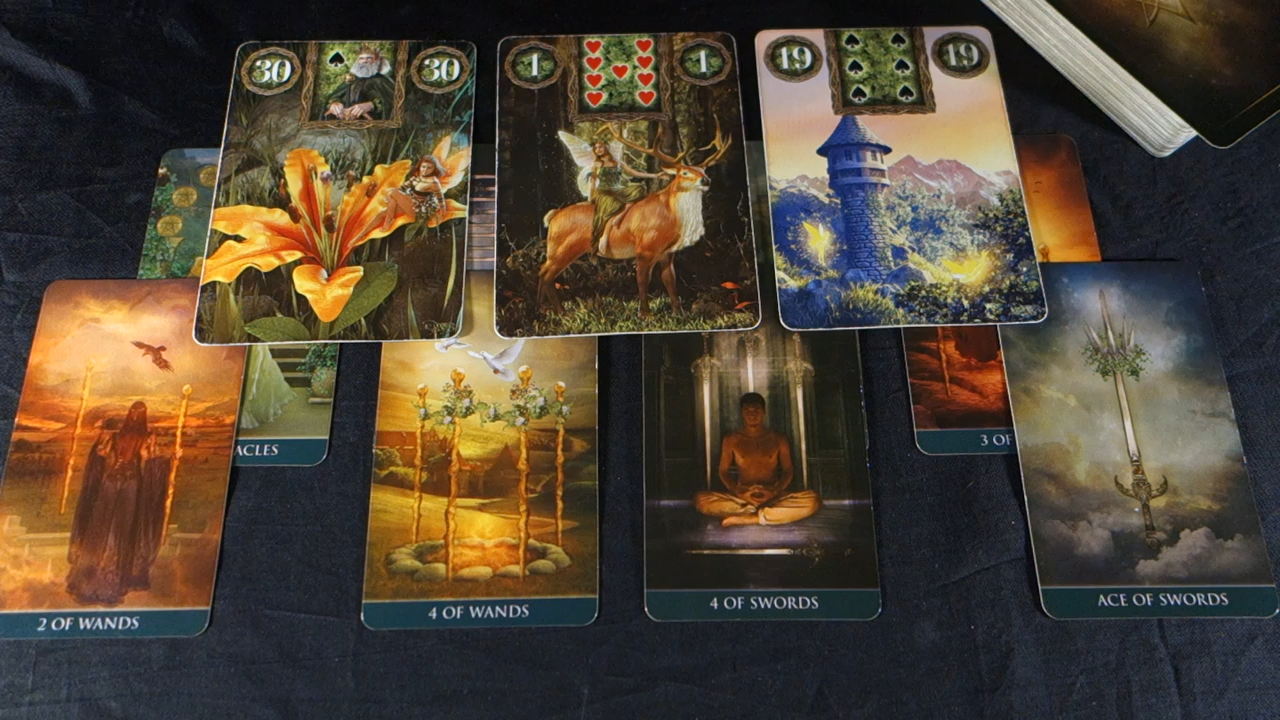 30 30
1 1
19 19
ACLES
3 OF
2 OF WANDS
4 OF WANDS
4 OF SWORDS
ACE OF SWORDS